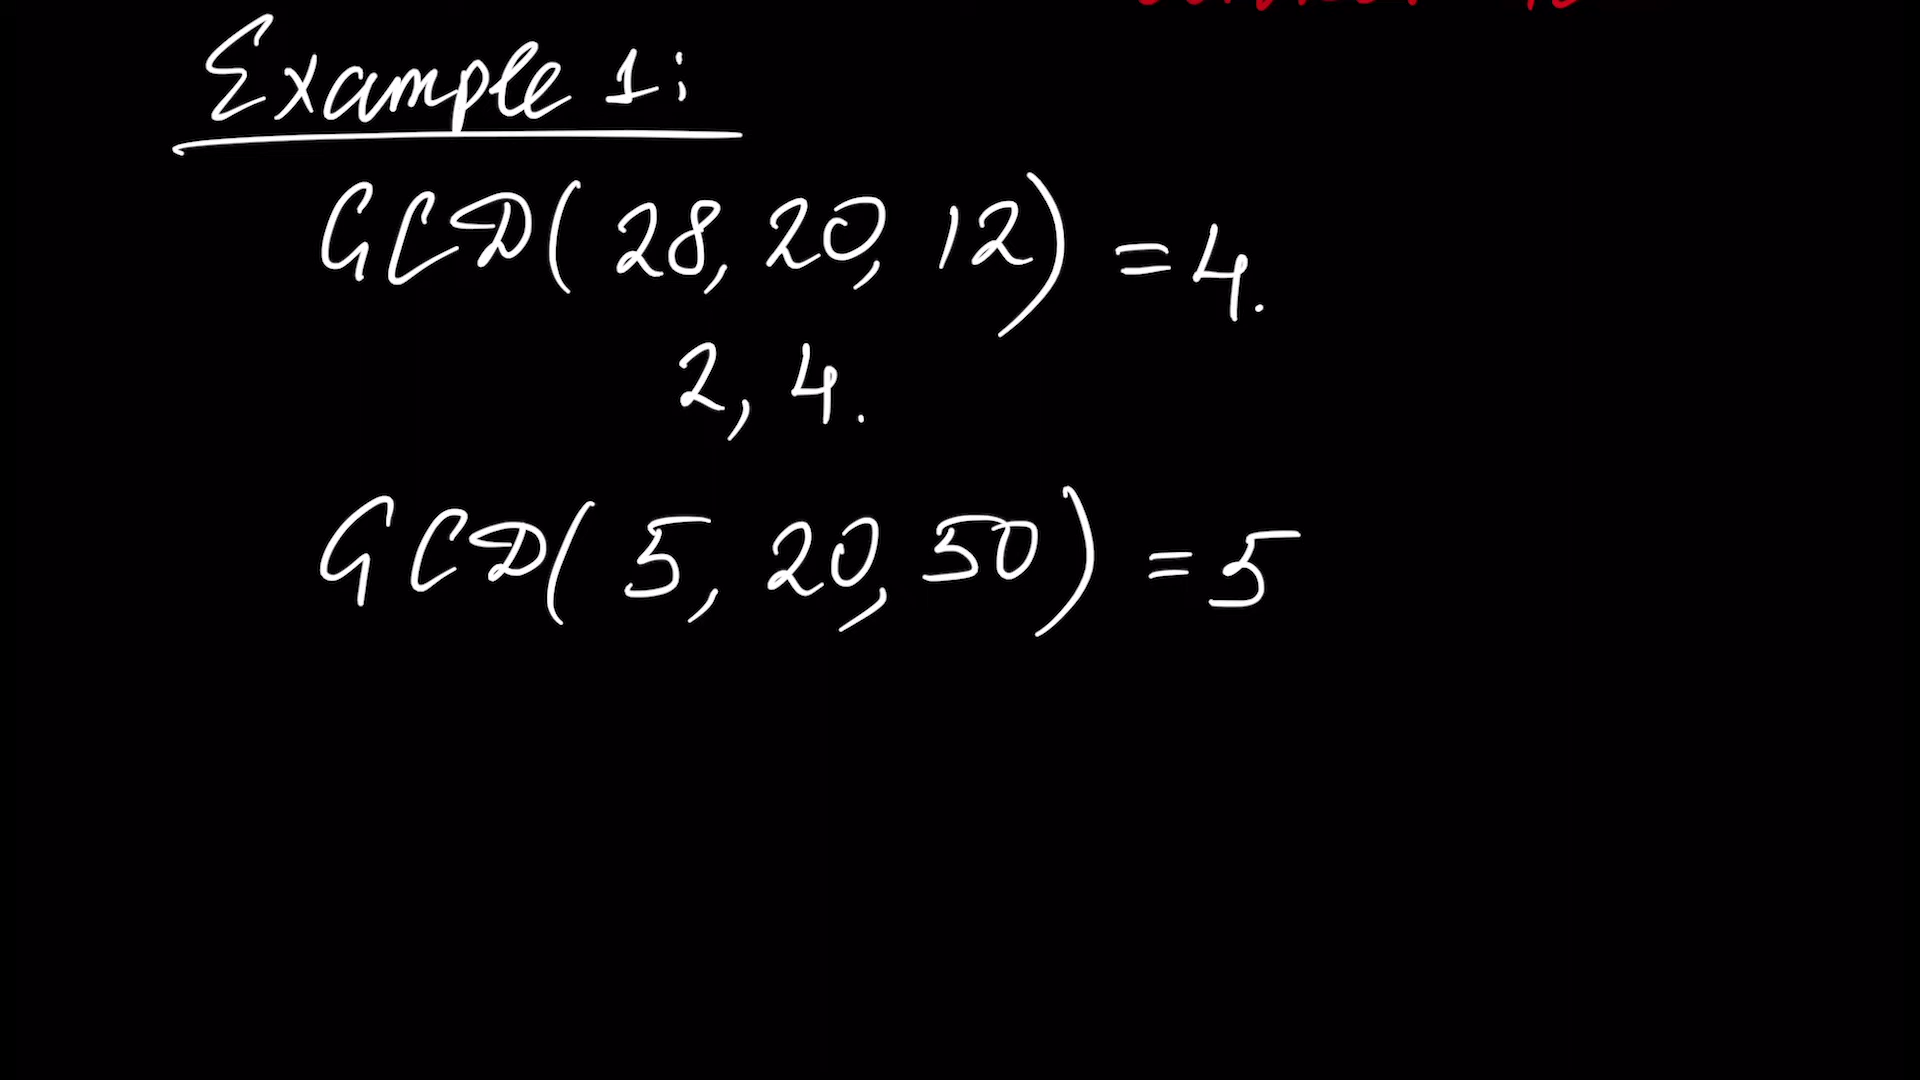 Example 1:
GCD( 28, 20, 12) = 4.
2, 4.
GCD( 5, 20, 50) = 5